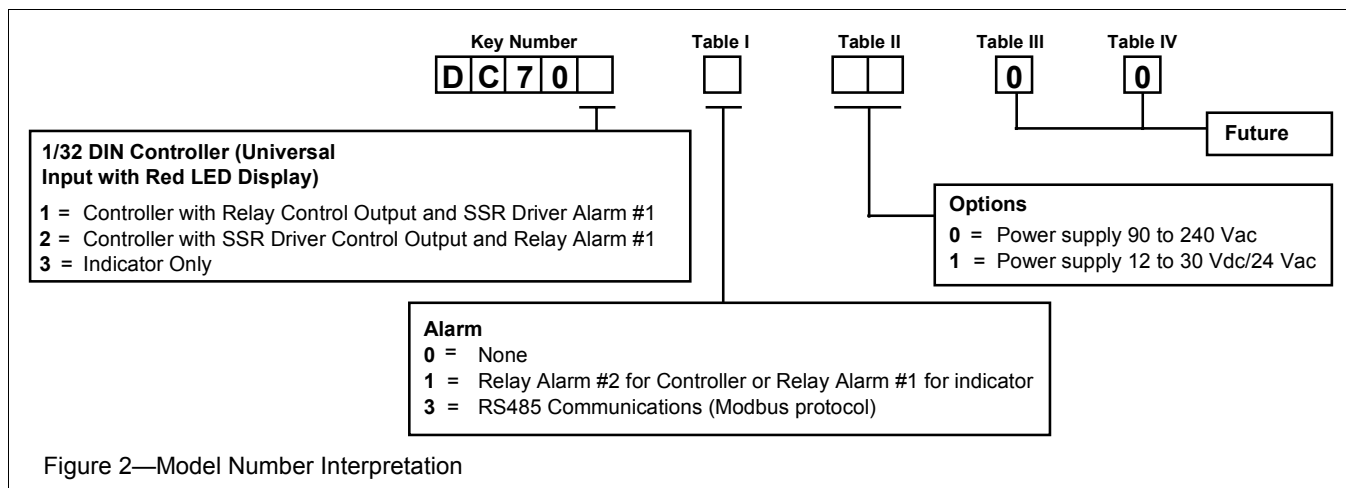 Key Number Table I Table II Table III Table IV
D C 7 0 0 0
Future
1/32 DIN Controller (Universal
Input with Red LED Display)
1 = Controller with Relay Control Output and SSR Driver Alarm #1
2 = Controller with SSR Driver Control Output and Relay Alarm #1
3 = Indicator Only
Options
0 = Power supply 90 to 240 Vac
1 = Power supply 12 to 30 Vdc/24 Vac
Alarm
0 = None
1 = Relay Alarm #2 for Controller or Relay Alarm #1 for indicator
3 = RS485 Communications (Modbus protocol)
Figure 2—Model Number Interpretation